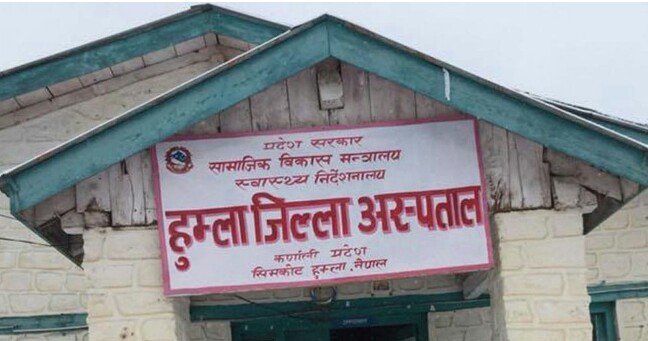 प्रदेश सरकार
सामाजिक विकास मन्त्रालय
स्वास्थ्य निर्देशनालय
हुम्ला जिल्ला अस्पताल
कर्णाली प्रदेश
सिमकोट हुम्ला, नेपाल